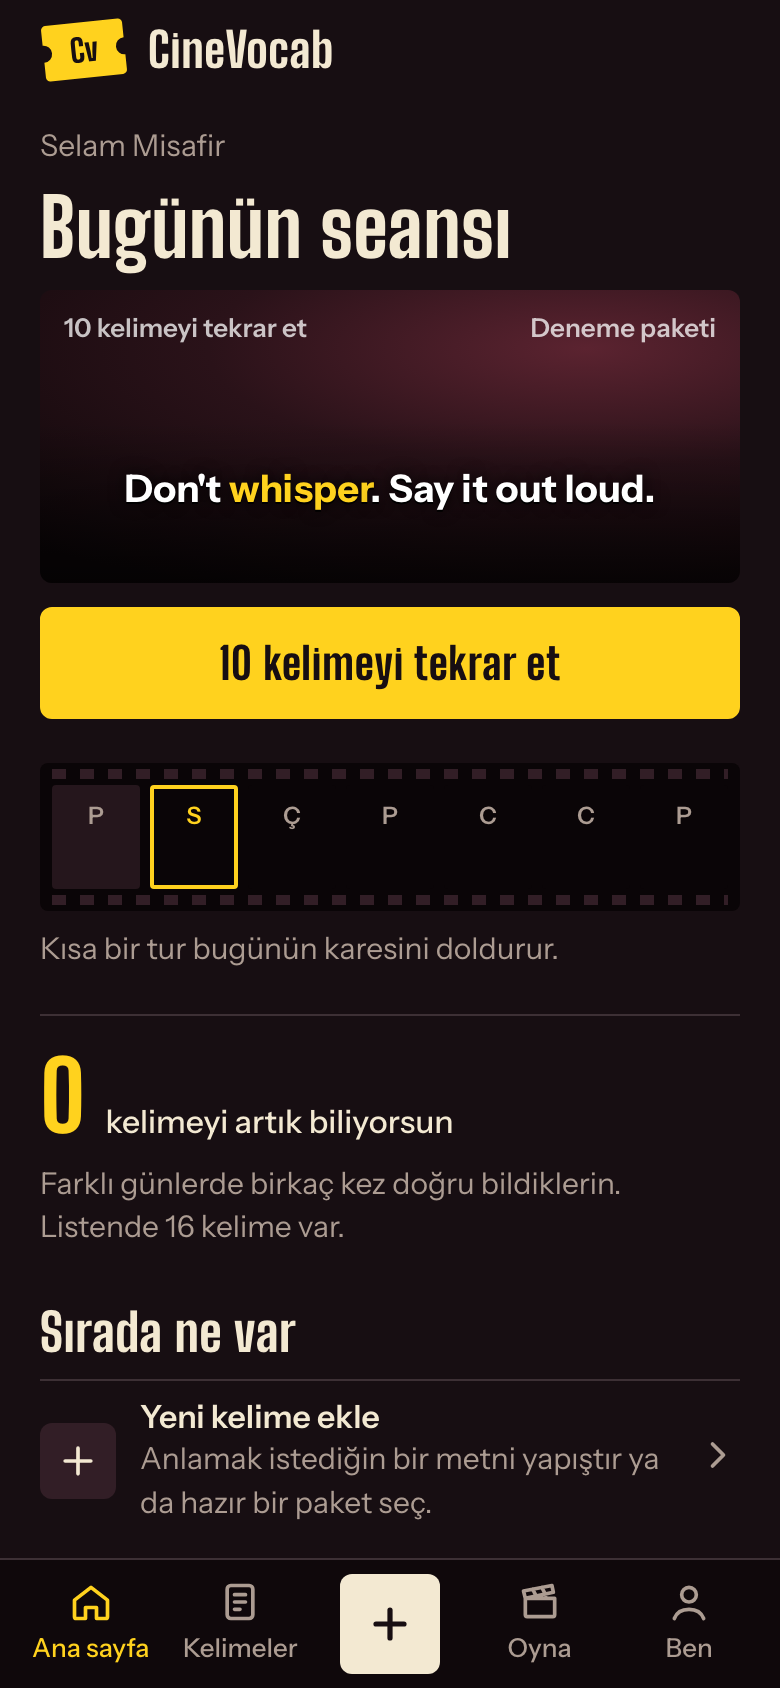 Cv
CineVocab
Selam Misafir
Bugünün seansı
10 kelimeyi tekrar et
Deneme paketi
Don't whisper. Say it out loud.
10 kelimeyi tekrar et
P S Ç P C C P
Kısa bir tur bugünün karesini doldurur.
0 kelimeyi artık biliyorsun
Farklı günlerde birkaç kez doğru bildiklerin.
Listende 16 kelime var.
Sırada ne var
Yeni kelime ekle
Anlamak istediğin bir metni yapıştır ya
da hazır bir paket seç.
Ana sayfa
Kelimeler
Oyna
Ben